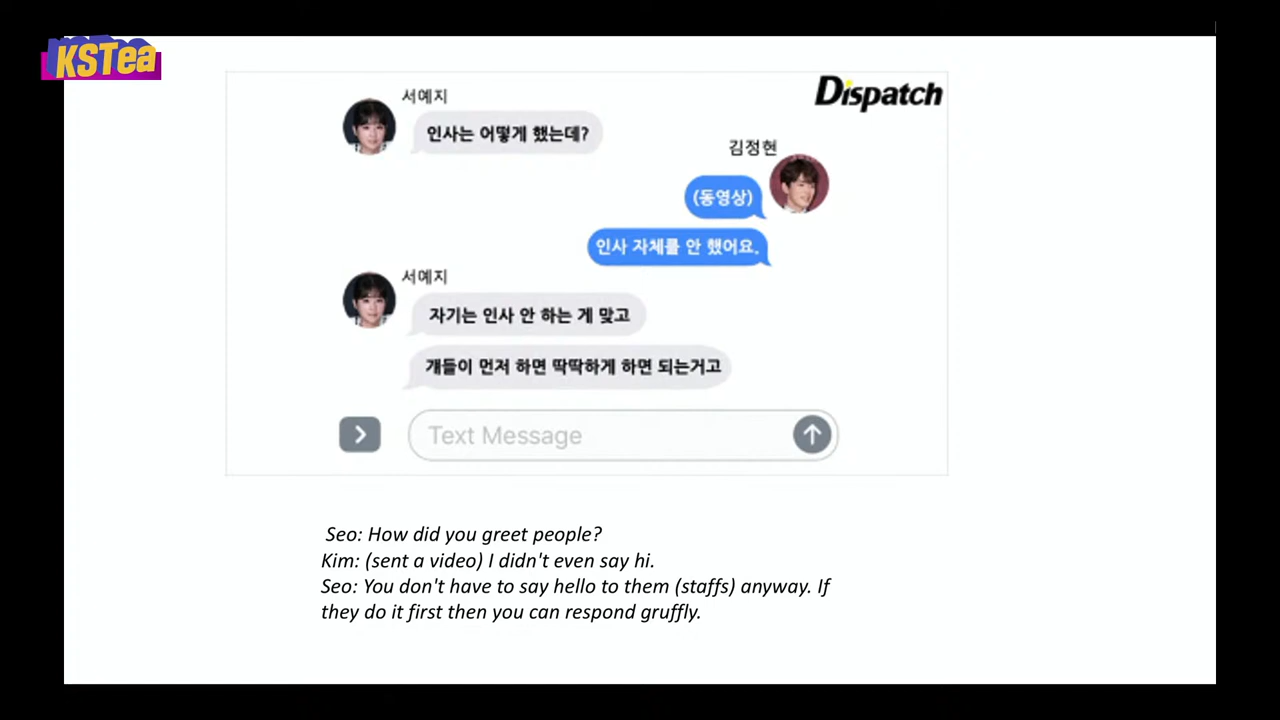 KSTea
Dispatch
서예지
인사는 어떻게 했는데?
김정현
(동영상)
인사 자체를 안 했어요.
서예지
자기는 인사 안 하는 게 맞고
걔들이 먼저 하면 딱딱하게 하면 되는거고
Text Message
Seo: How did you greet people?
Kim: (sent a video) I didn't even say hi.
Seo: You don't have to say hello to them (staffs) anyway. If
they do it first then you can respond gruffly.